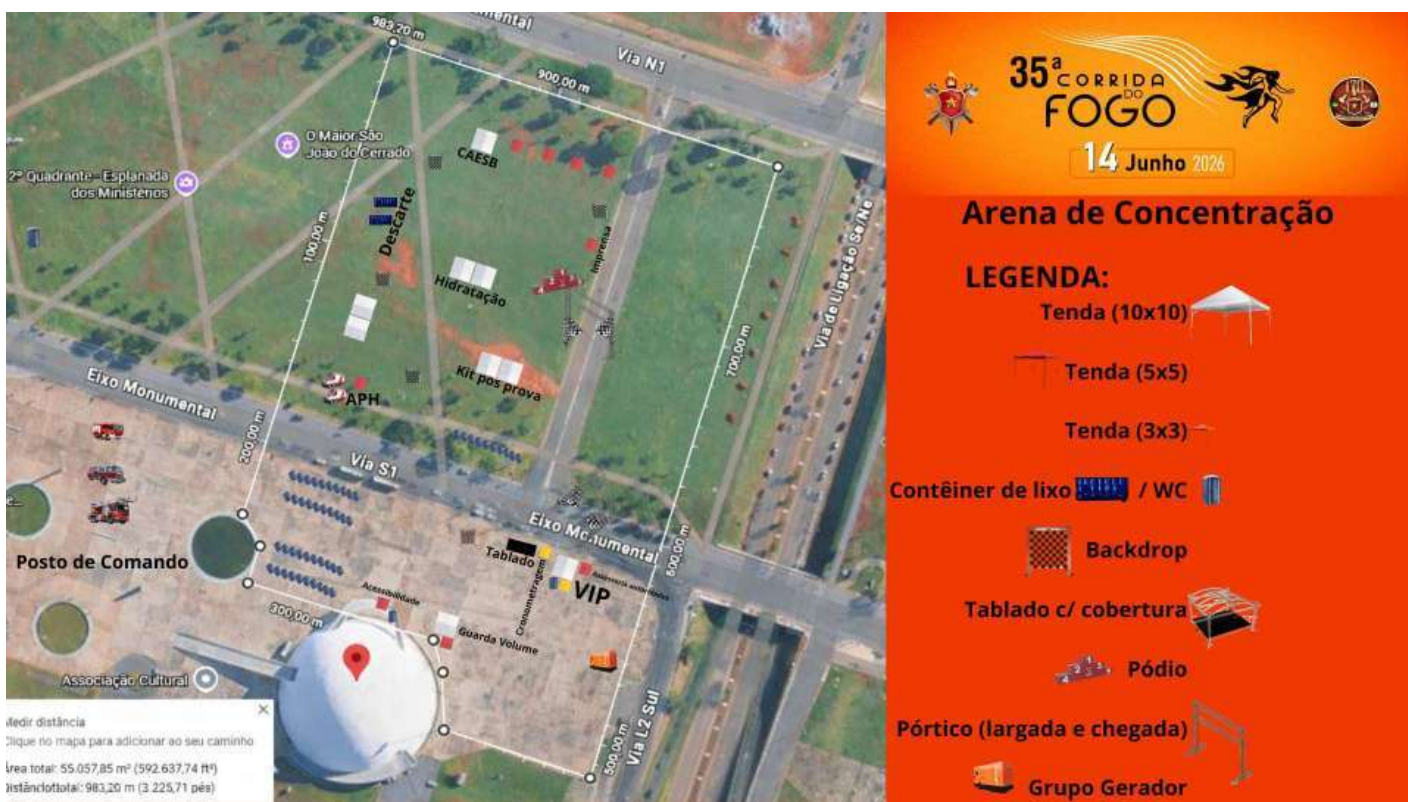 983,20 m
Monumental
Via N1
900,00 m
O Maior São
João do Cerrado
2º Quadrante - Esplanada
dos Ministérios
CAESB
Descarte
100,00 m
Imprensa
Hidratação
Via de Ligação Se/Ne
700,00 m
Kit pos prova
APH
Eixo Monumental
200,00 m
Via S1
Eixo Monumental
600,00 m
Posto de Comando
Tablado
Cronometragem
VIP
Acessibilidade
300,00 m
Guarda Volume
Associação Cultural
Via L2 Sul
500,00 m
Medir distância
Clique no mapa para adicionar ao seu caminho
Área total: 55.057,85 m² (592.637,74 ft²)
Distância total: 983,20 m (3.225,71 pés)
35ª CORRIDA
DO
FOGO
14 Junho 2026
Arena de Concentração
LEGENDA:
Tenda (10x10)
Tenda (5x5)
Tenda (3x3)
Contêiner de lixo / WC
Backdrop
Tablado c/ cobertura
Pódio
Pórtico (largada e chegada)
Grupo Gerador